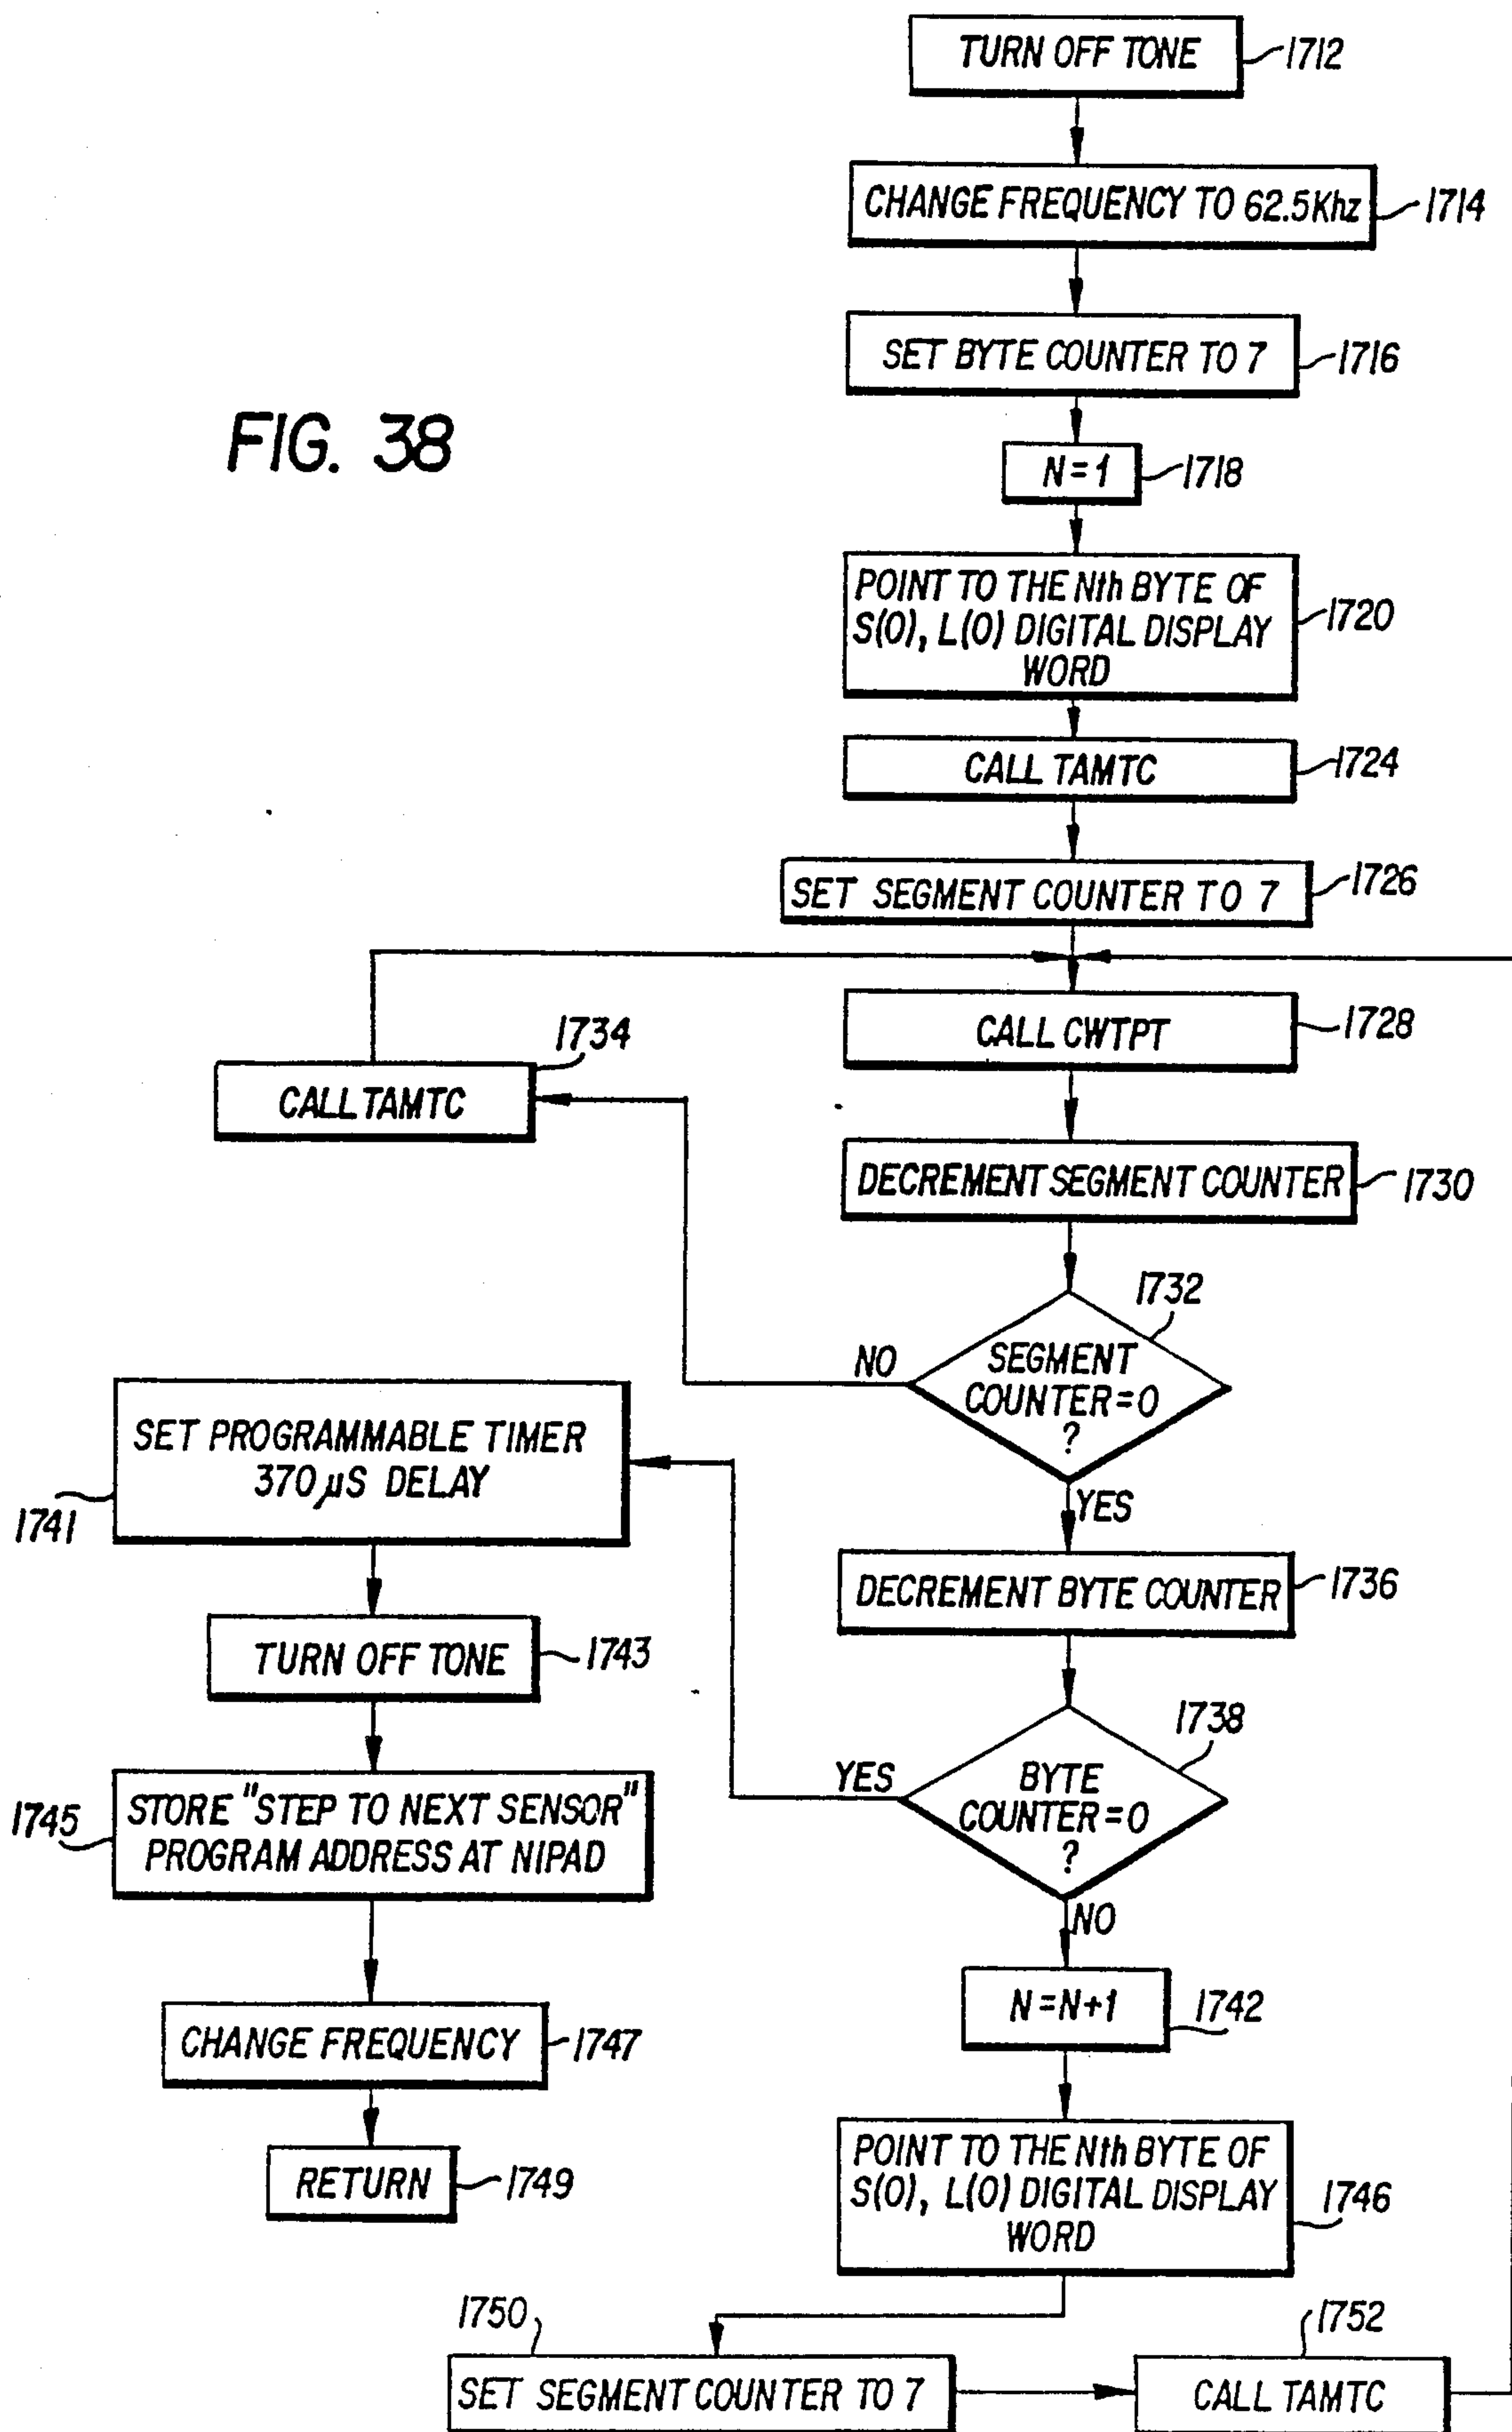 TURN OFF TONE
1712
CHANGE FREQUENCY TO 62.5Khz
1714
SET BYTE COUNTER TO 7
1716
FIG. 38
N=1
1718
POINT TO THE Nth BYTE OF
S(0), L(0) DIGITAL DISPLAY
WORD
1720
CALL TAMTC
1724
SET SEGMENT COUNTER TO 7
1726
CALL CWTPT
1728
1734
CALL TAMTC
DECREMENT SEGMENT COUNTER
1730
1732
SEGMENT
COUNTER=0
?
NO
YES
SET PROGRAMMABLE TIMER
370 µS DELAY
1741
DECREMENT BYTE COUNTER
1736
TURN OFF TONE
1743
1738
BYTE
COUNTER=0
?
YES
NO
STORE "STEP TO NEXT SENSOR"
PROGRAM ADDRESS AT NIPAD
1745
N=N+1
1742
CHANGE FREQUENCY
1747
POINT TO THE Nth BYTE OF
S(0), L(0) DIGITAL DISPLAY
WORD
1746
RETURN
1749
1750
SET SEGMENT COUNTER TO 7
1752
CALL TAMTC